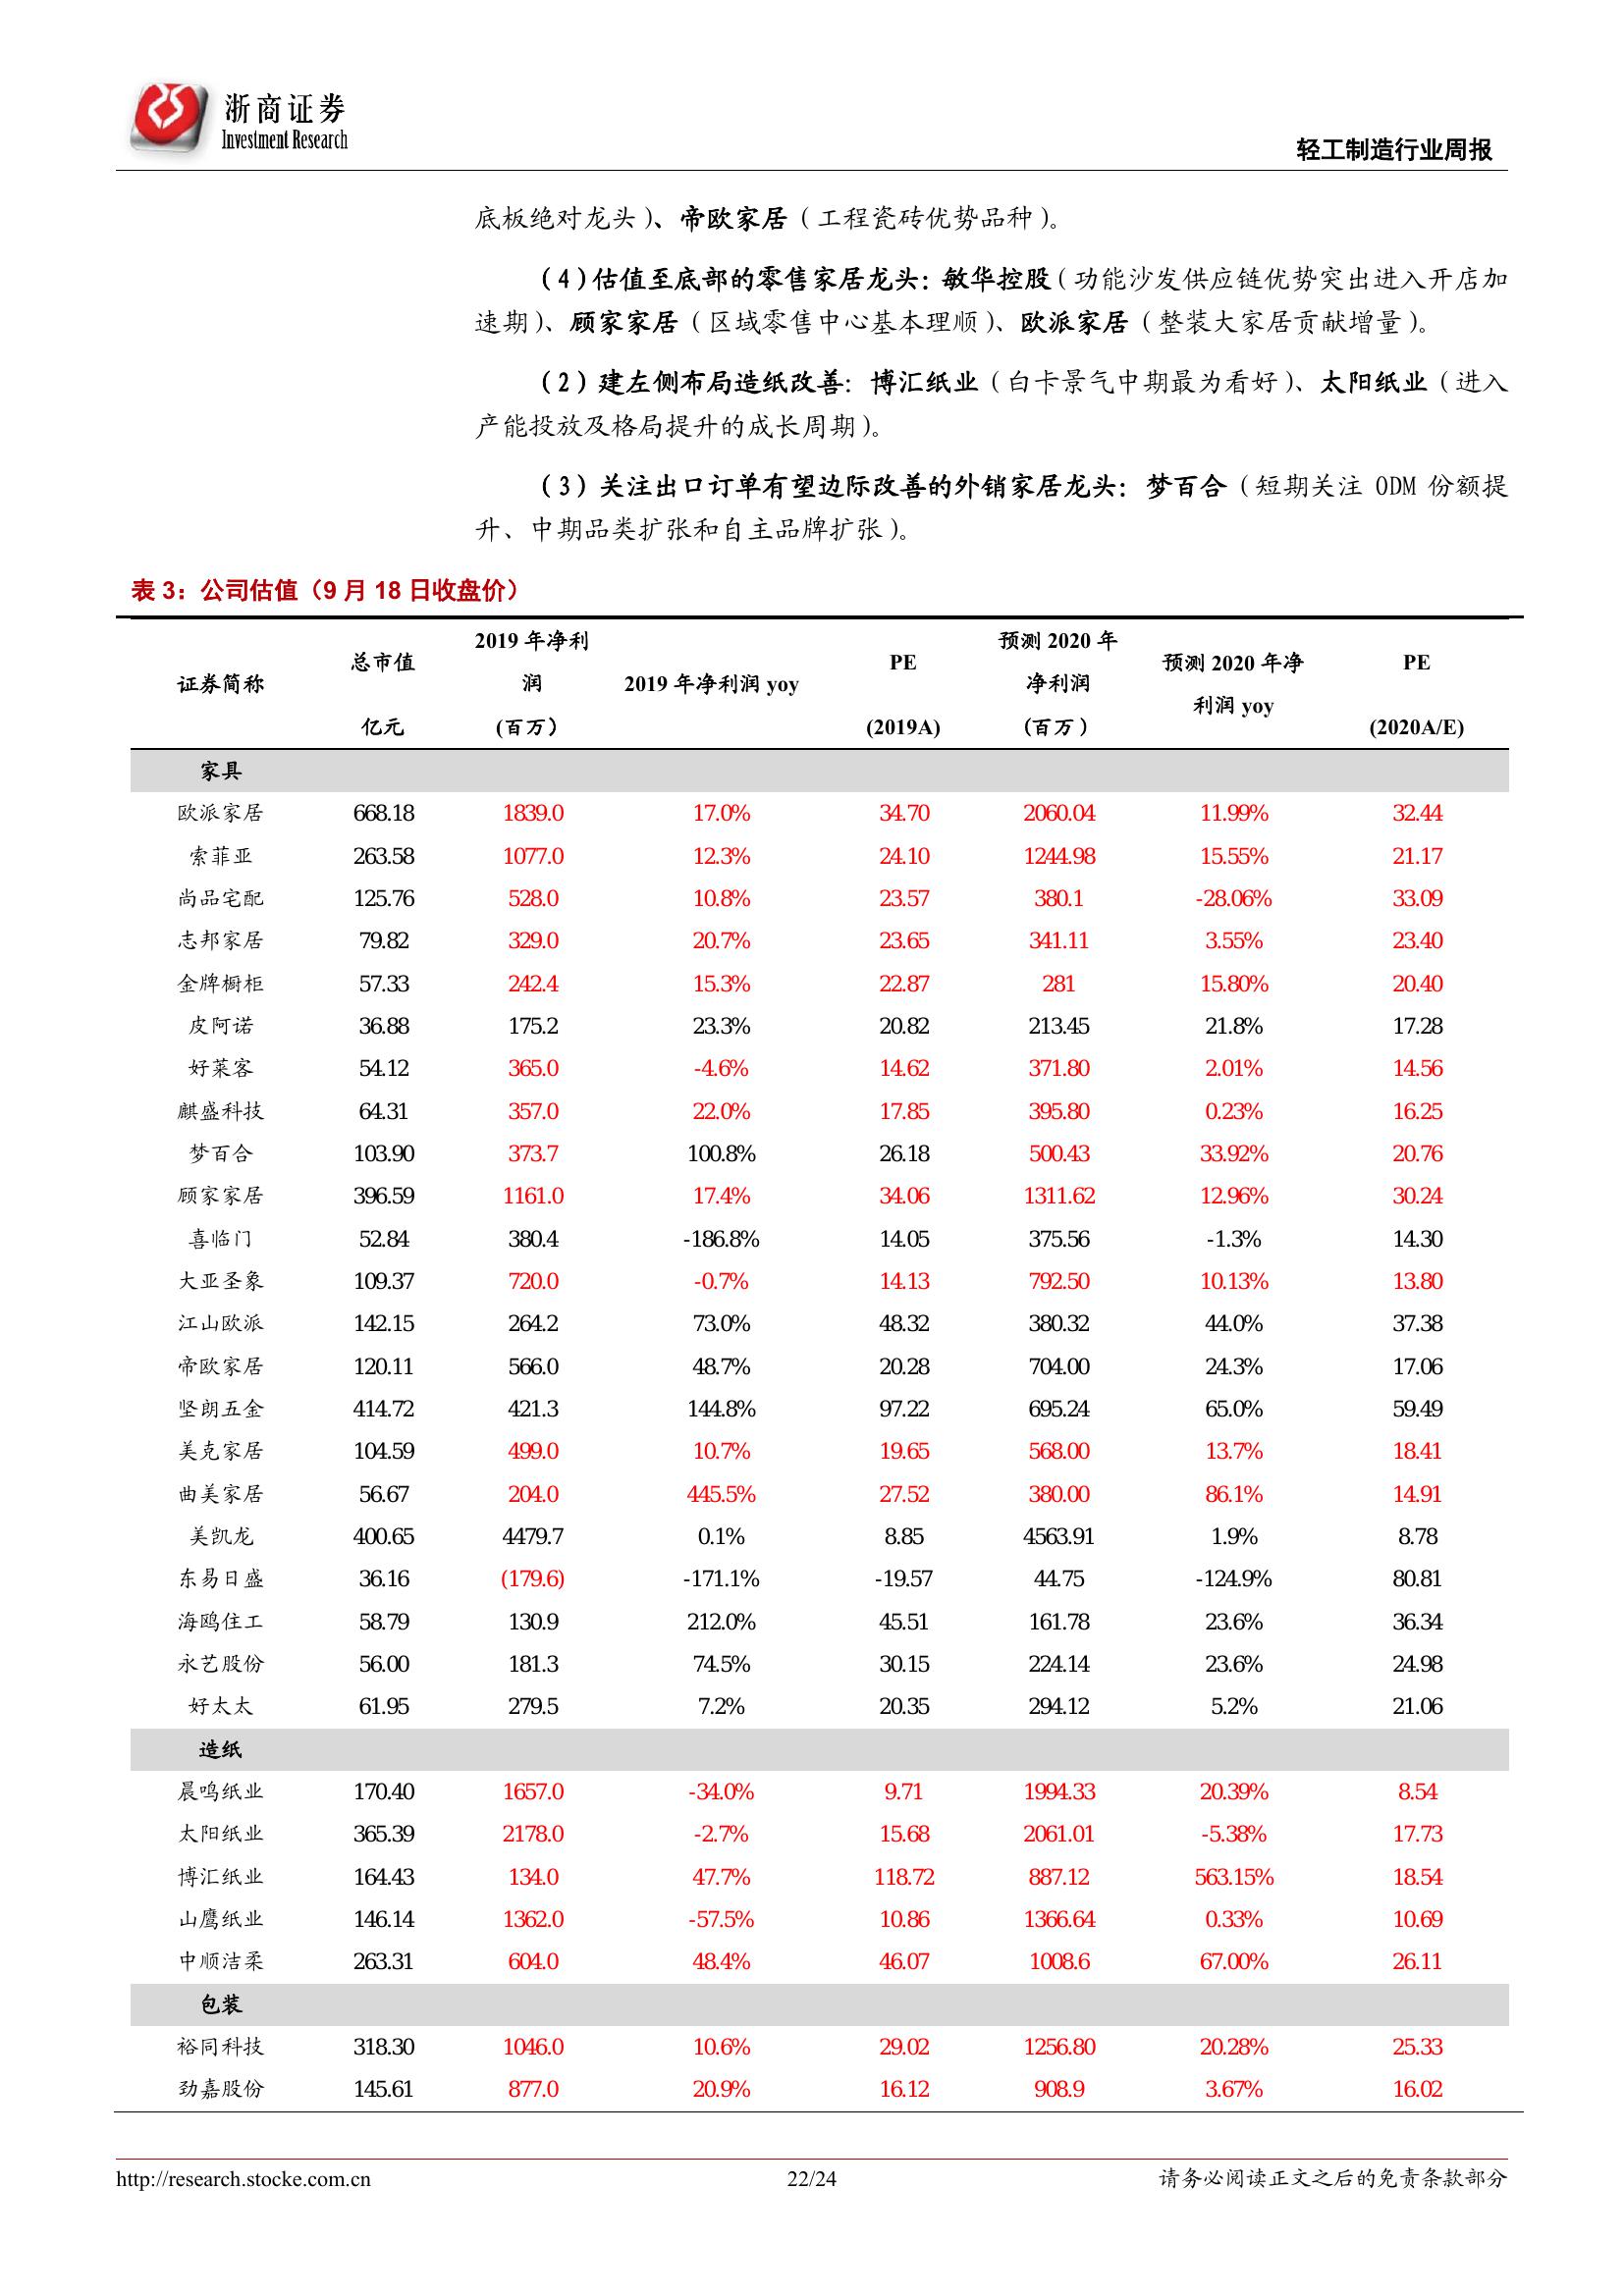 浙商证券
Investment Research
轻工制造行业周报
底板绝对龙头）、帝欧家居（工程瓷砖优势品种）。
（4）估值至底部的零售家居龙头：敏华控股（功能沙发供应链优势突出进入开店加
速期）、顾家家居（区域零售中心基本理顺）、欧派家居（整装大家居贡献增量）。
（2）建左侧布局造纸改善：博汇纸业（白卡景气中期最为看好）、太阳纸业（进入
产能投放及格局提升的成长周期）。
（3）关注出口订单有望边际改善的外销家居龙头：梦百合（短期关注 ODM 份额提
升、中期品类扩张和自主品牌扩张）。
表 3：公司估值（9 月 18 日收盘价）
证券简称 总市值 亿元 2019 年净利润 (百万） 2019 年净利润 yoy PE (2019A) 预测 2020 年净利润 (百万） 预测 2020 年净利润 yoy PE (2020A/E)
家具
欧派家居 668.18 1839.0 17.0% 34.70 2060.04 11.99% 32.44
索菲亚 263.58 1077.0 12.3% 24.10 1244.98 15.55% 21.17
尚品宅配 125.76 528.0 10.8% 23.57 380.1 -28.06% 33.09
志邦家居 79.82 329.0 20.7% 23.65 341.11 3.55% 23.40
金牌橱柜 57.33 242.4 15.3% 22.87 281 15.80% 20.40
皮阿诺 36.88 175.2 23.3% 20.82 213.45 21.8% 17.28
好莱客 54.12 365.0 -4.6% 14.62 371.80 2.01% 14.56
麒盛科技 64.31 357.0 22.0% 17.85 395.80 0.23% 16.25
梦百合 103.90 373.7 100.8% 26.18 500.43 33.92% 20.76
顾家家居 396.59 1161.0 17.4% 34.06 1311.62 12.96% 30.24
喜临门 52.84 380.4 -186.8% 14.05 375.56 -1.3% 14.30
大亚圣象 109.37 720.0 -0.7% 14.13 792.50 10.13% 13.80
江山欧派 142.15 264.2 73.0% 48.32 380.32 44.0% 37.38
帝欧家居 120.11 566.0 48.7% 20.28 704.00 24.3% 17.06
坚朗五金 414.72 421.3 144.8% 97.22 695.24 65.0% 59.49
美克家居 104.59 499.0 10.7% 19.65 568.00 13.7% 18.41
曲美家居 56.67 204.0 445.5% 27.52 380.00 86.1% 14.91
美凯龙 400.65 4479.7 0.1% 8.85 4563.91 1.9% 8.78
东易日盛 36.16 (179.6) -171.1% -19.57 44.75 -124.9% 80.81
海鸥住工 58.79 130.9 212.0% 45.51 161.78 23.6% 36.34
永艺股份 56.00 181.3 74.5% 30.15 224.14 23.6% 24.98
好太太 61.95 279.5 7.2% 20.35 294.12 5.2% 21.06
造纸
晨鸣纸业 170.40 1657.0 -34.0% 9.71 1994.33 20.39% 8.54
太阳纸业 365.39 2178.0 -2.7% 15.68 2061.01 -5.38% 17.73
博汇纸业 164.43 134.0 47.7% 118.72 887.12 563.15% 18.54
山鹰纸业 146.14 1362.0 -57.5% 10.86 1366.64 0.33% 10.69
中顺洁柔 263.31 604.0 48.4% 46.07 1008.6 67.00% 26.11
包装
裕同科技 318.30 1046.0 10.6% 29.02 1256.80 20.28% 25.33
劲嘉股份 145.61 877.0 20.9% 16.12 908.9 3.67% 16.02
http://research.stocke.com.cn 22/24 请务必阅读正文之后的免责条款部分